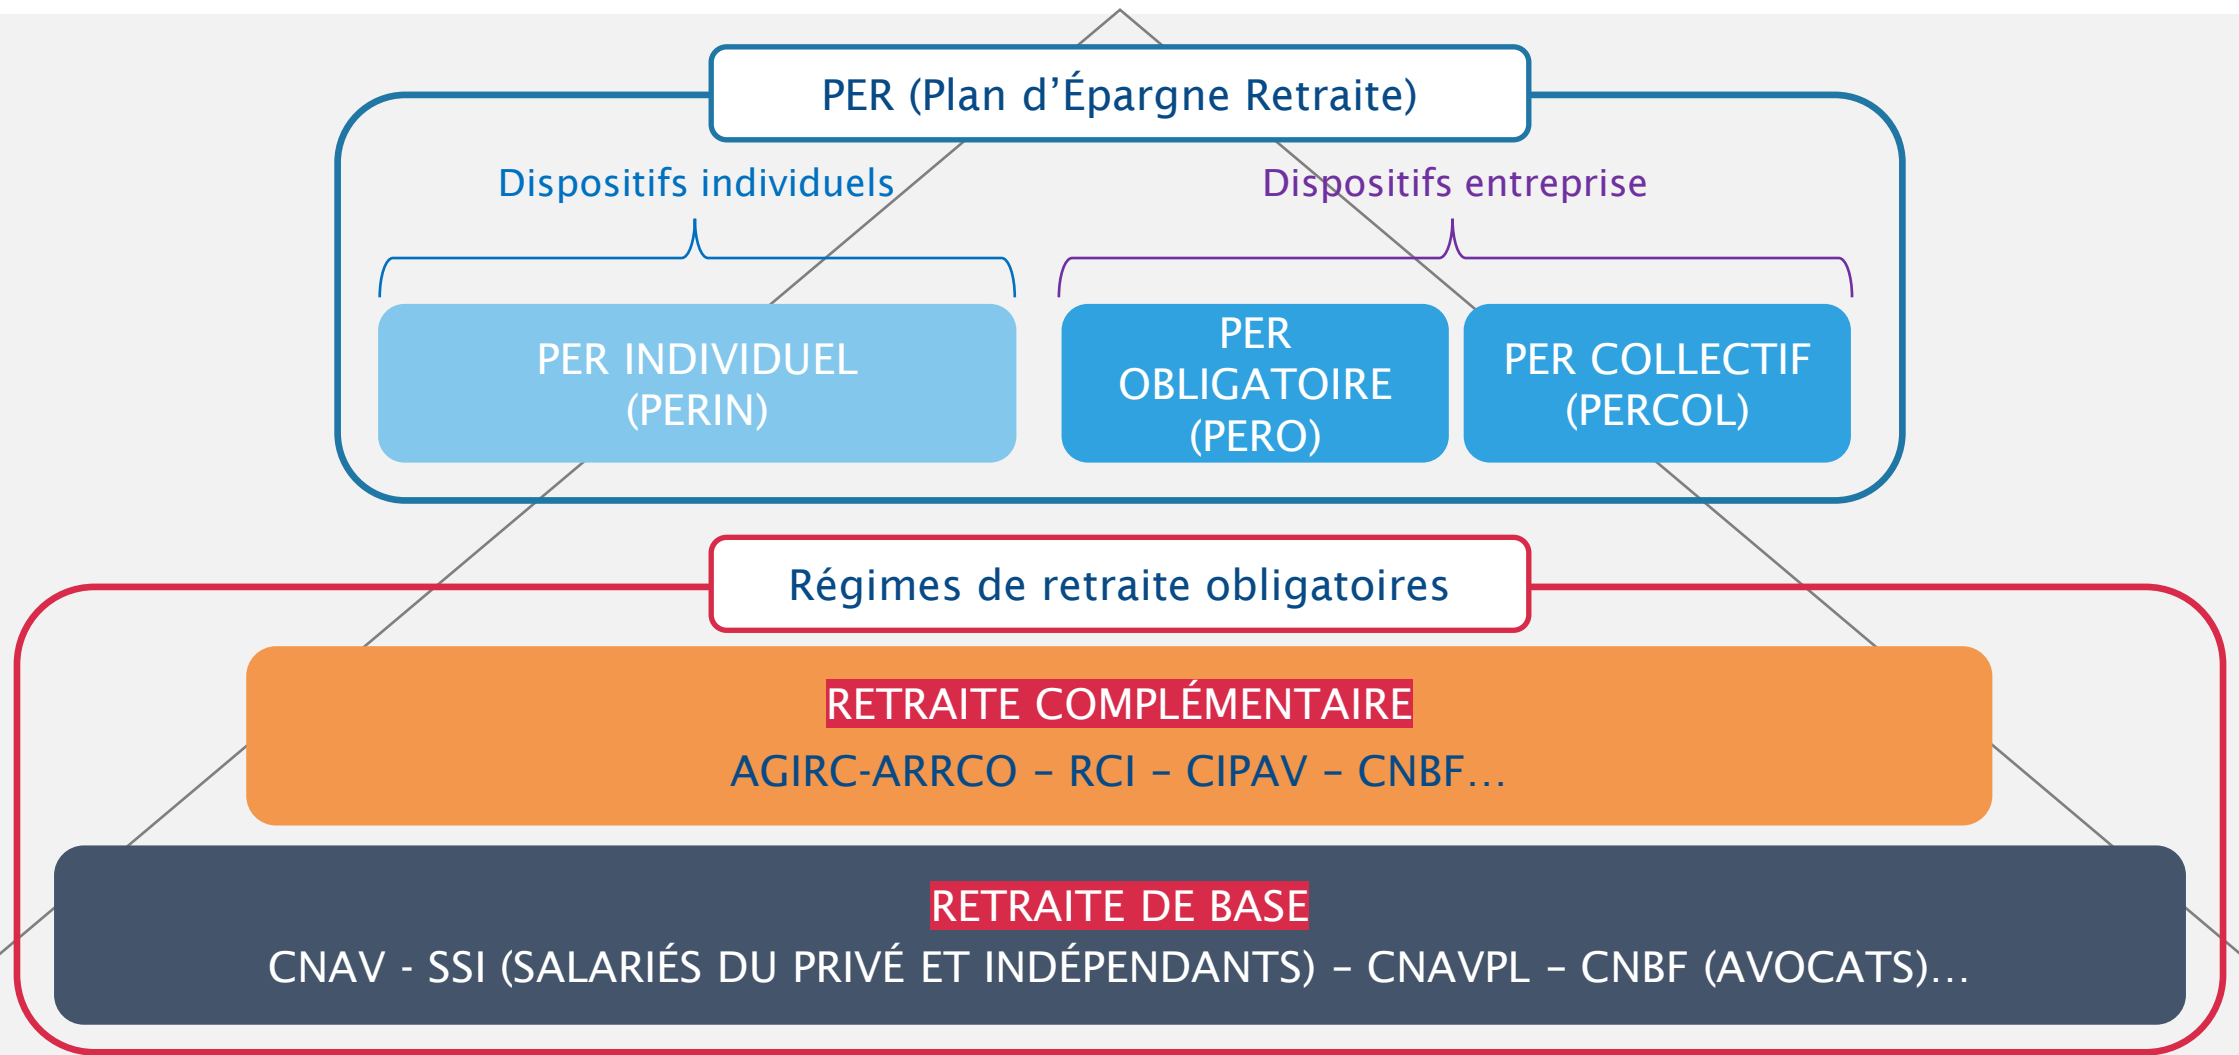 PER (Plan d’Épargne Retraite)
Dispositifs individuels
Dispositifs entreprise
PER INDIVIDUEL
(PERIN)
PER
OBLIGATOIRE
(PERO)
PER COLLECTIF
(PERCOL)
Régimes de retraite obligatoires
RETRAITE COMPLÉMENTAIRE
AGIRC-ARRCO – RCI – CIPAV – CNBF…
RETRAITE DE BASE
CNAV - SSI (SALARIÉS DU PRIVÉ ET INDÉPENDANTS) – CNAVPL – CNBF (AVOCATS)…